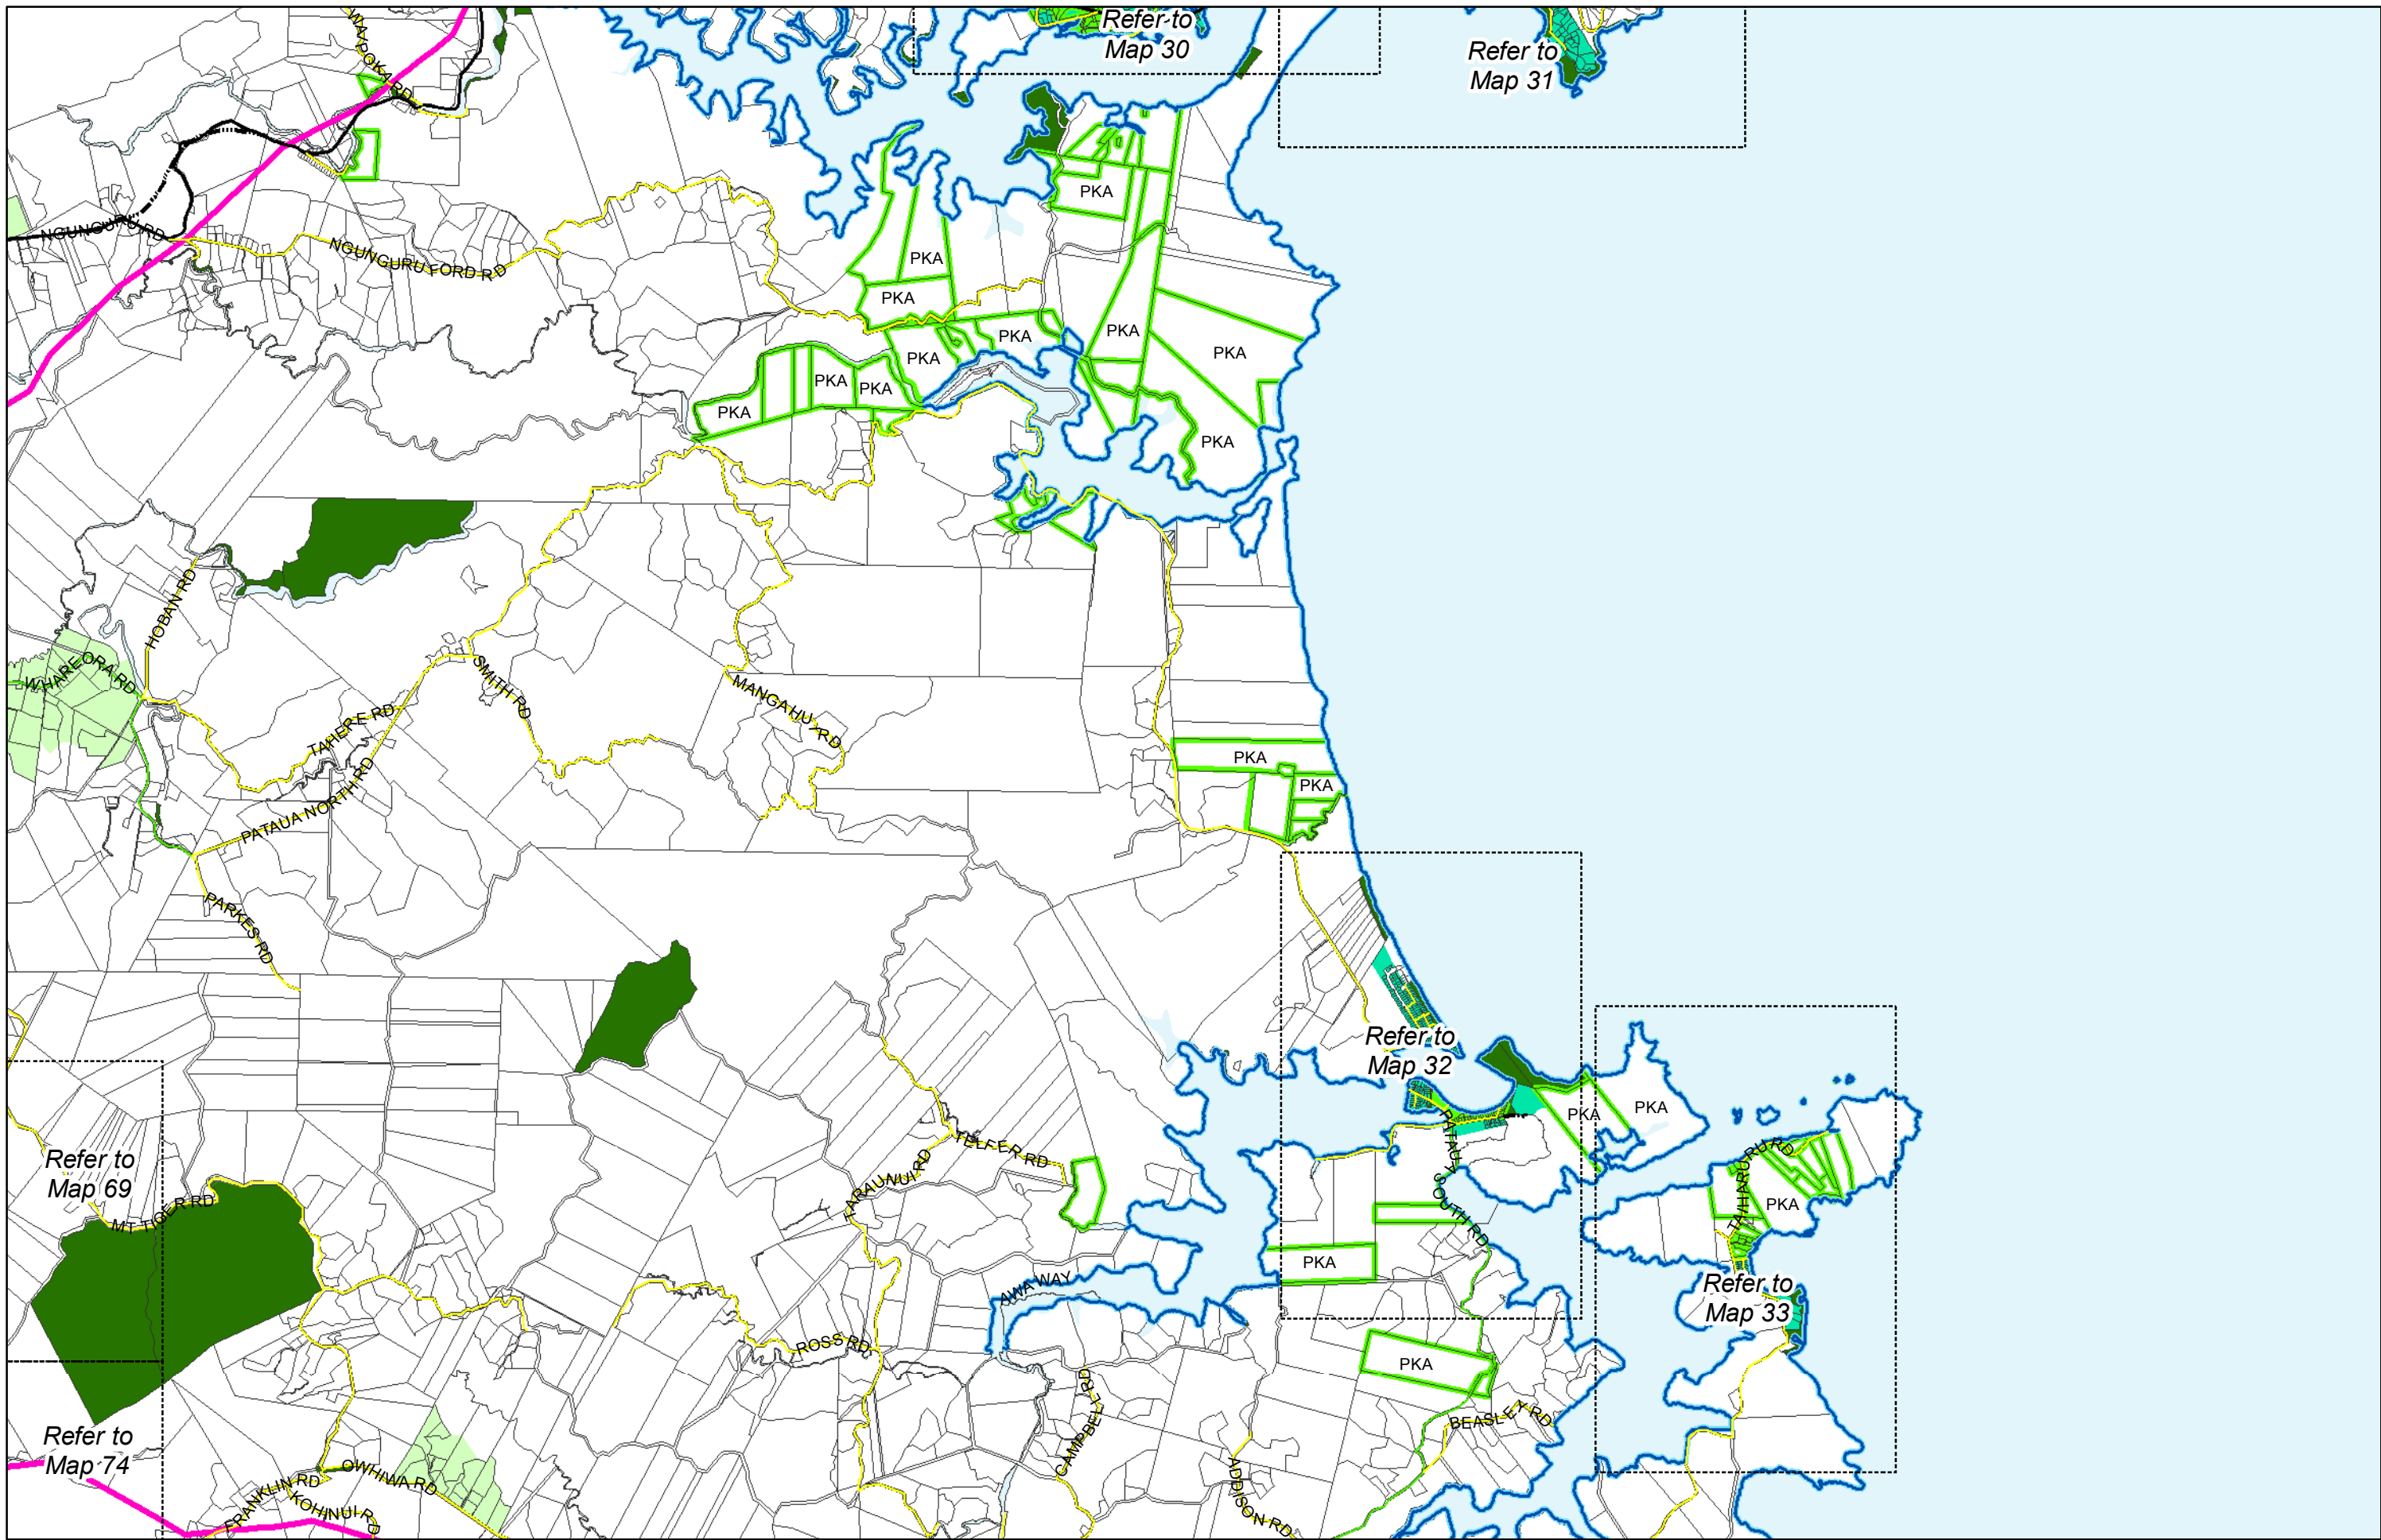 WAIPOKA RD
Refer to
Map 30
Refer to
Map 31
PKA
NGUNGURU RD
NGUNGURU FORD RD
PKA
PKA
PKA
PKA
PKA
PKA
PKA
PKA
PKA
PKA
HOBAN RD
WHAREORA RD
SMITH RD
MANGAHUI RD
TAHERE RD
PKA
PKA
PATAUA NORTH RD
PARKES RD
Refer to
Map 32
PKA
PKA
TELFER RD
TARAUNUI RD
PATAUA SOUTH RD
TAIHARURU RD
PKA
Refer to
Map 69
MT TIGER RD
PKA
AWA WAY
Refer to
Map 33
ROSS RD
PKA
CAMPBELL RD
BEASLEY RD
Refer to
Map 74
FRANKLIN RD
OWHIWA RD
KOHINUI RD
ADDISON RD